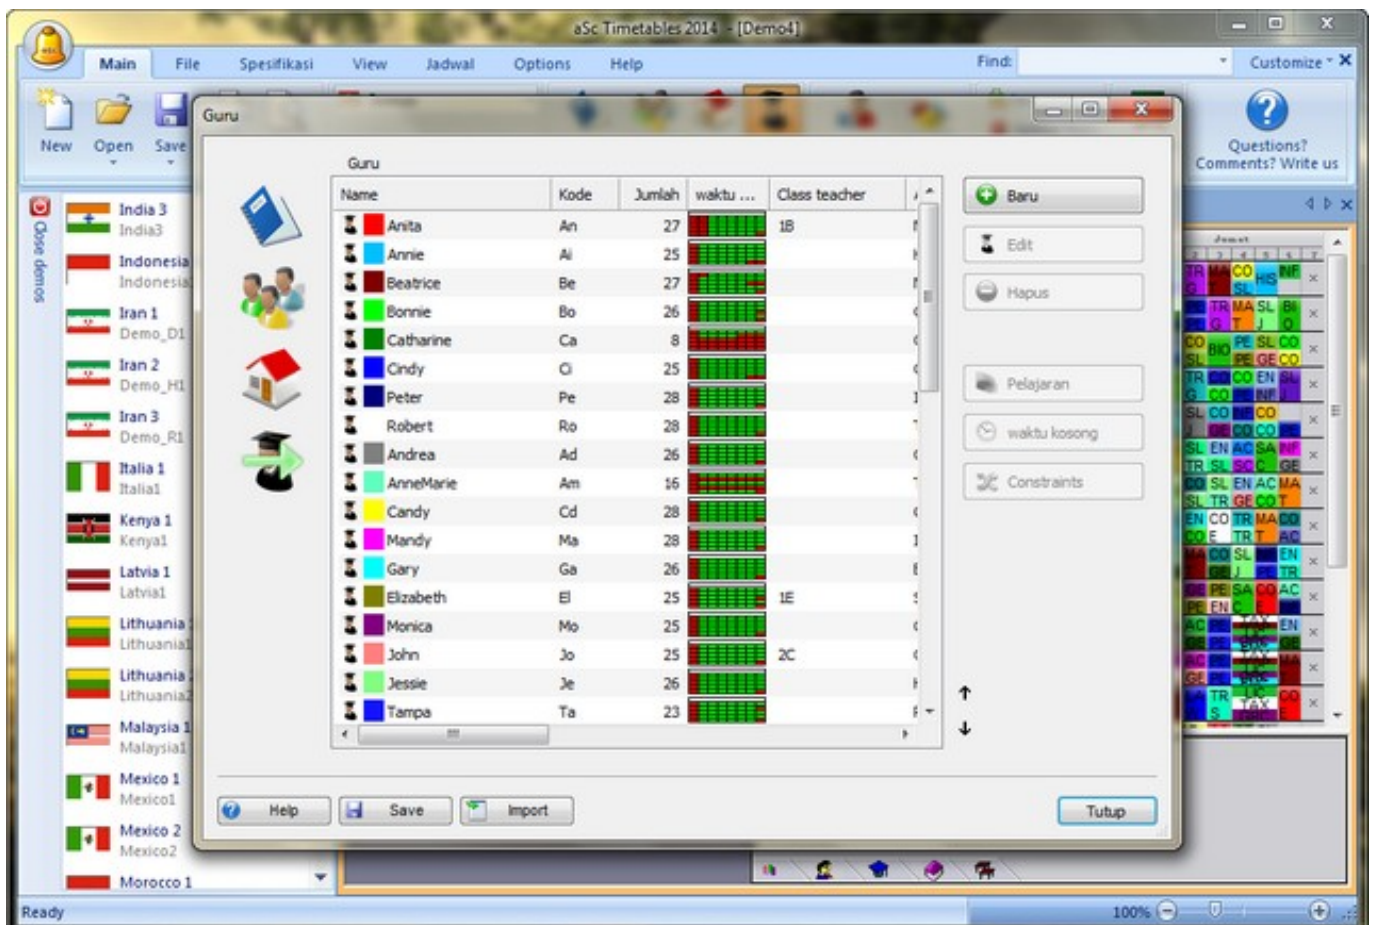 aSc Timetables 2014 - [Demo4]
Main File Spesifikasi View Jadwal Options Help Find: Customize
New Open Save
Questions?
Comments? Write us
Close demos
India 3
India3
Indonesia
Indonesia
Iran 1
Demo_D1
Iran 2
Demo_H1
Iran 3
Demo_R1
Italia 1
Italia1
Kenya 1
Kenya1
Latvia 1
Latvia1
Lithuania
Lithuania1
Lithuania
Lithuania2
Malaysia 1
Malaysia1
Mexico 1
Mexico1
Mexico 2
Mexico2
Morocco 1
Guru
Guru
Name Kode Jumlah waktu ... Class teacher
Anita An 27 1B
Annie Ai 25
Beatrice Be 27
Bonnie Bo 26
Catharine Ca 8
Cindy Ci 25
Peter Pe 28
Robert Ro 28
Andrea Ad 26
AnneMarie Am 16
Candy Cd 28
Mandy Ma 28
Gary Ga 26
Elizabeth El 25 1E
Monica Mo 25
John Jo 25 2C
Jessie Je 26
Tampa Ta 23
Baru
Edit
Hapus
Pelajaran
waktu kosong
Constraints
Help Save Import Tutup
Jumat
Ready 100%